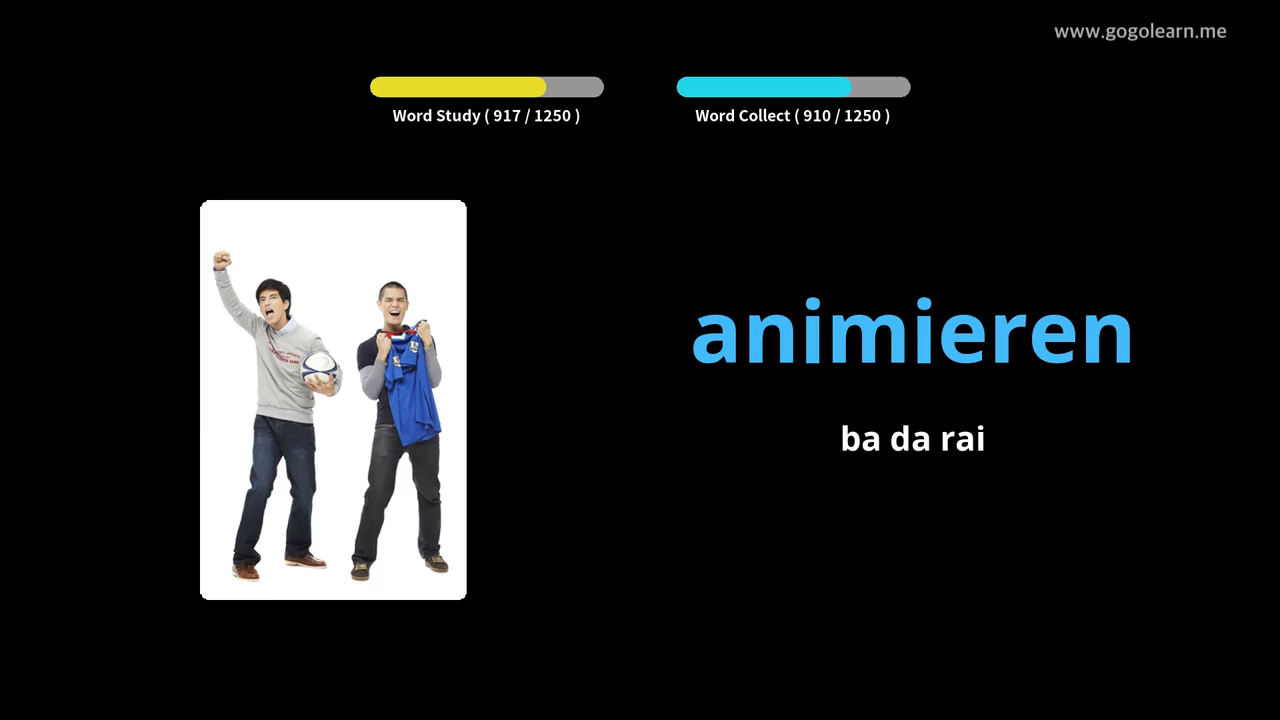 www.gogolearn.me
Word Study ( 917 / 1250 )
Word Collect ( 910 / 1250 )
animieren
ba da rai